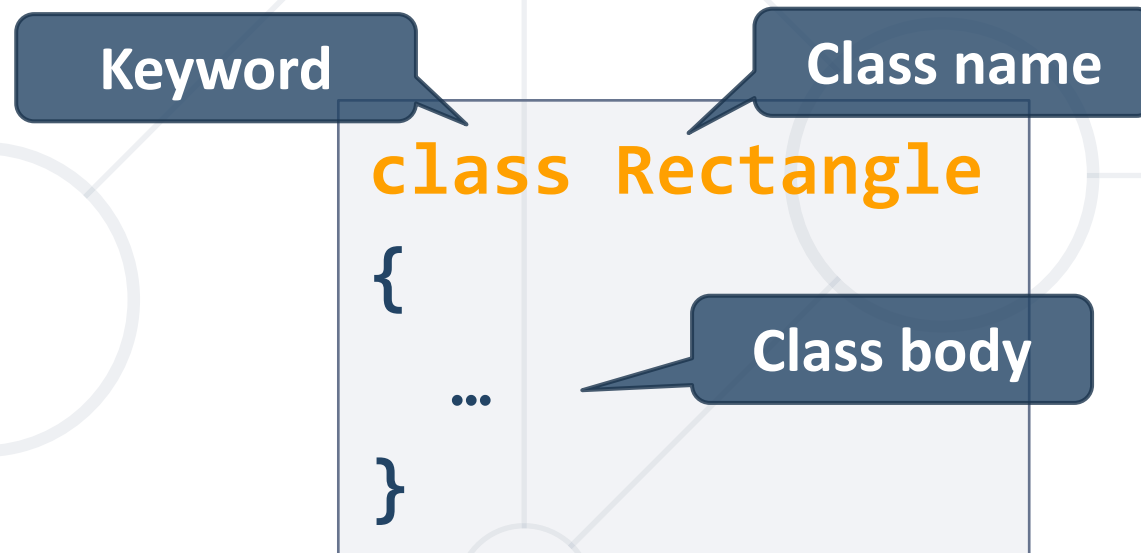 Keyword
Class name
class Rectangle
{
Class body
…
}